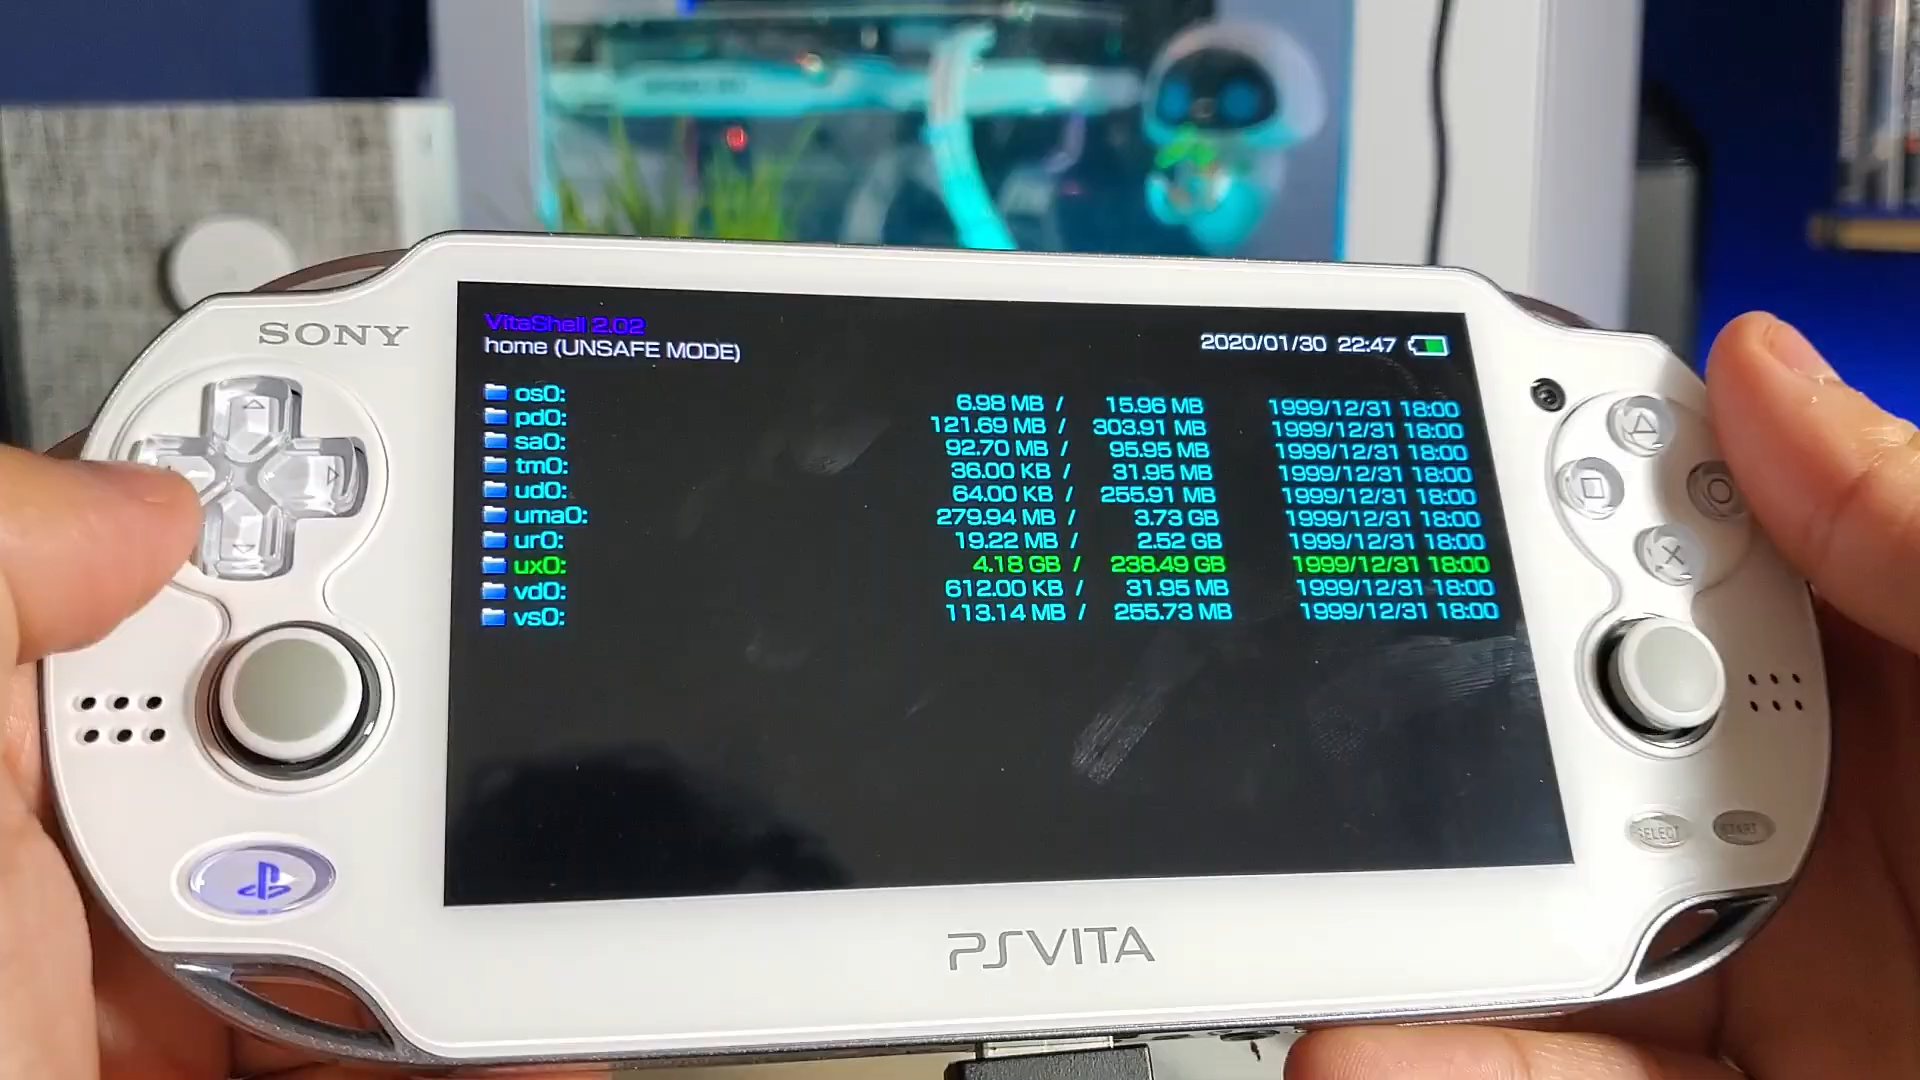 SONY
VitaShell 2.02
home (UNSAFE MODE)
2020/01/30 22:47
os0: 6.98 MB / 15.96 MB 1999/12/31 18:00
pd0: 121.69 MB / 303.91 MB 1999/12/31 18:00
sa0: 92.70 MB / 95.95 MB 1999/12/31 18:00
tm0: 36.00 KB / 31.95 MB 1999/12/31 18:00
ud0: 64.00 KB / 255.91 MB 1999/12/31 18:00
uma0: 279.94 MB / 3.73 GB 1999/12/31 18:00
ur0: 19.22 MB / 2.52 GB 1999/12/31 18:00
ux0: 4.18 GB / 238.49 GB 1999/12/31 18:00
vd0: 612.00 KB / 31.95 MB 1999/12/31 18:00
vs0: 113.14 MB / 255.73 MB 1999/12/31 18:00
SELECT START
PSVITA